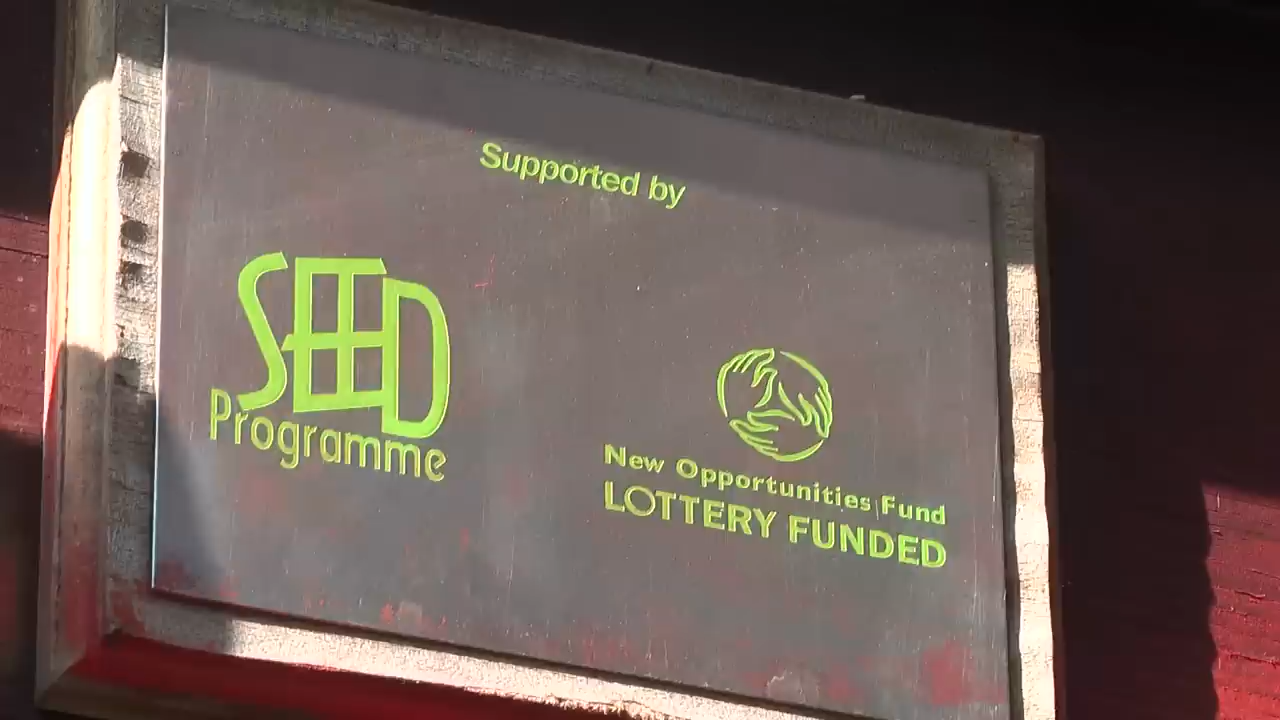 Supported by
SEED
Programme
New Opportunities Fund
LOTTERY FUNDED